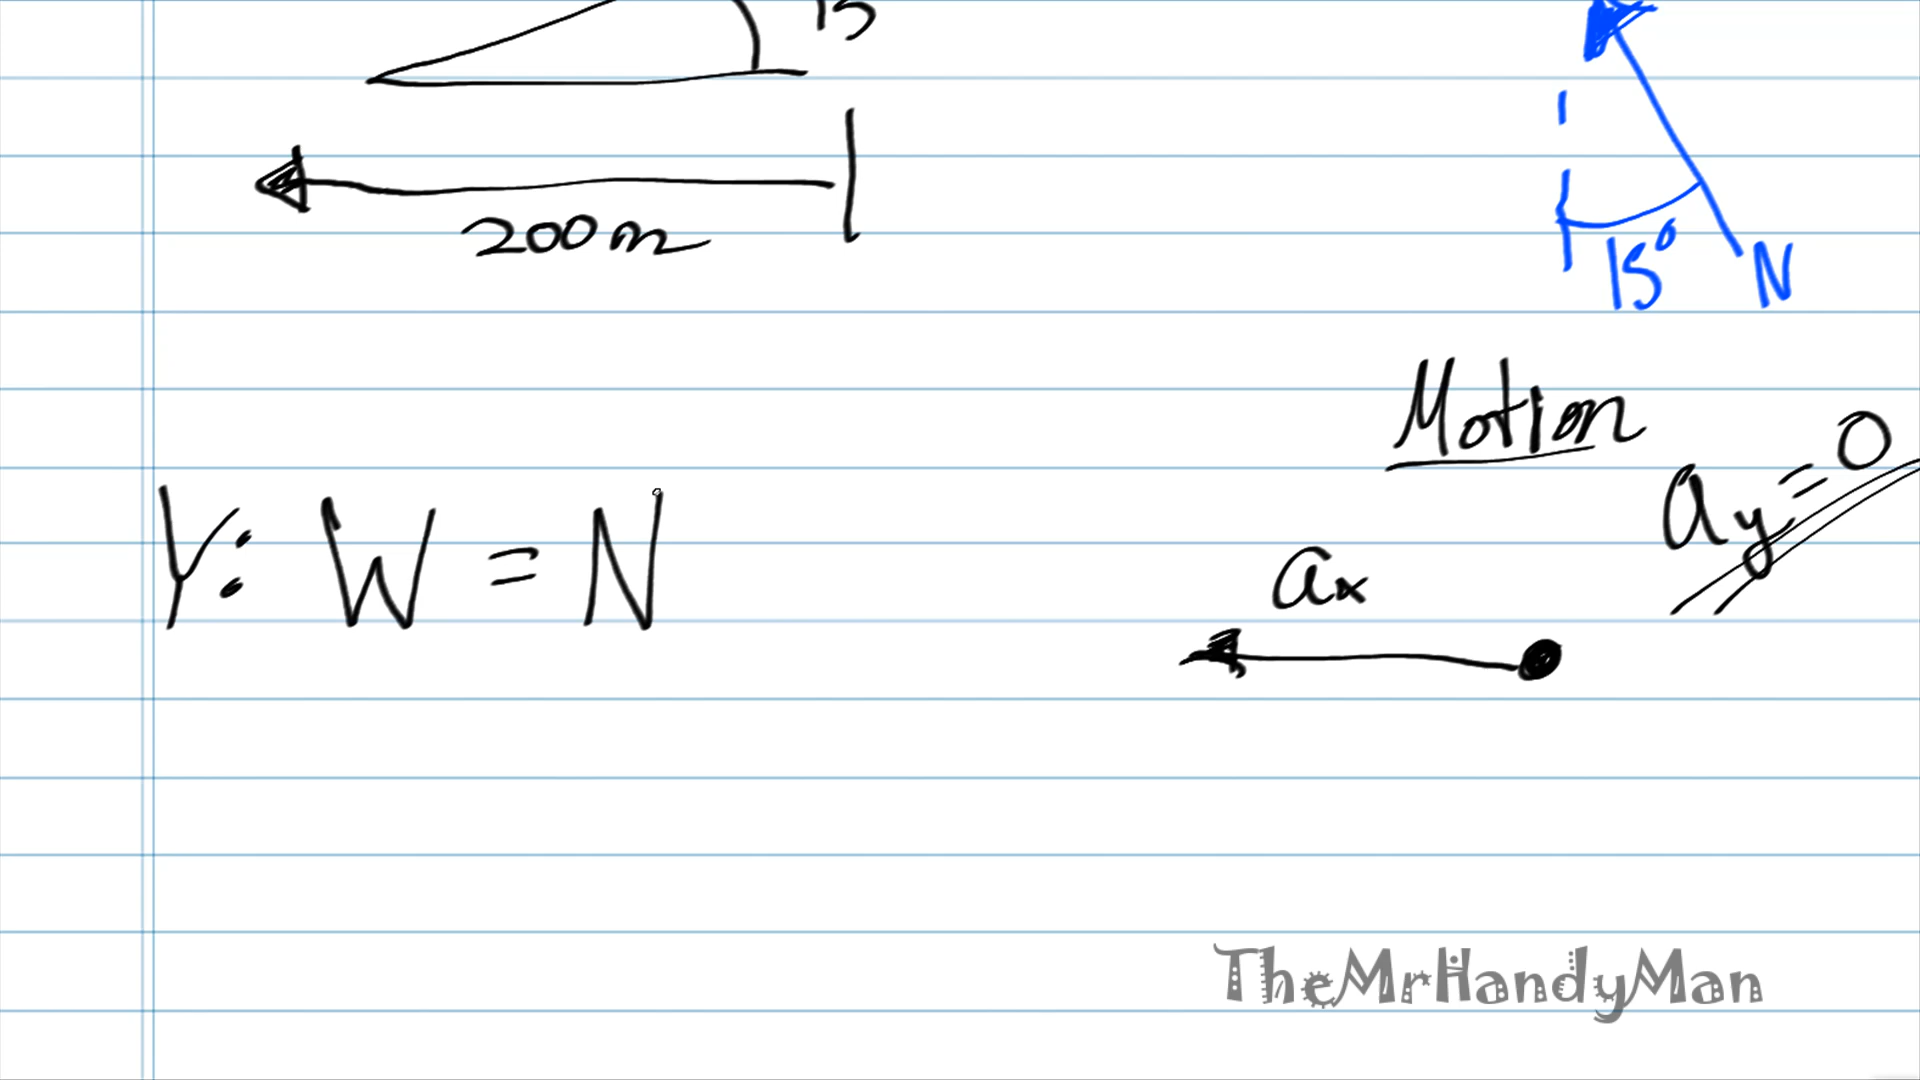 15
200m
15° N
Motion
ay = 0
Y: W = N
ax
TheMrHandyMan